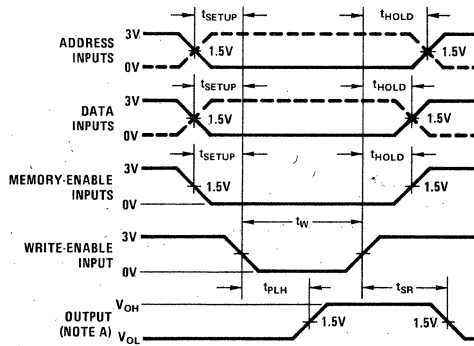 tSETUP tHOLD
ADDRESS INPUTS 3V 0V 1.5V 1.5V
tSETUP tHOLD
DATA INPUTS 3V 0V 1.5V 1.5V
tSETUP tHOLD
MEMORY-ENABLE INPUTS 3V 0V 1.5V 1.5V
tW
WRITE-ENABLE INPUT 3V 0V 1.5V
tPLH tSR
OUTPUT (NOTE A) VOH VOL 1.5V 1.5V